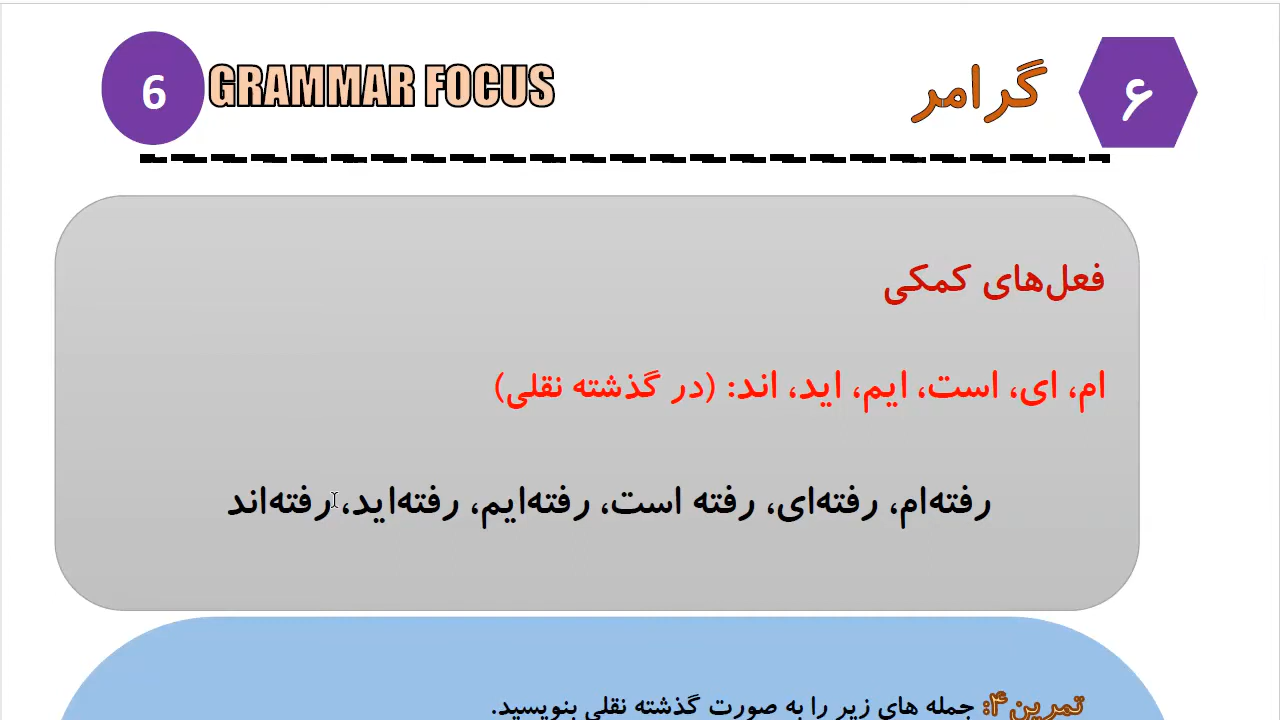 6 GRAMMAR FOCUS گرامر ۶
فعل‌های کمکی
ام، ای، است، ایم، اید، اند: (در گذشته نقلی)
رفته‌ام، رفته‌ای، رفته است، رفته‌ایم، رفته‌اید، رفته‌اند
تمرین۴: جمله های زیر را به صورت گذشته نقلی بنویسید.